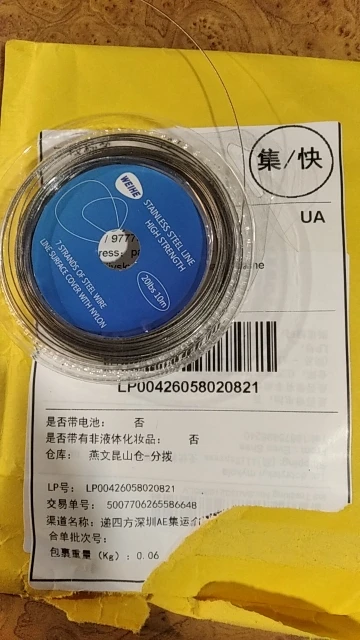 集/快
UA
WEIHE
STAINLESS STEEL LINE
HIGH STRENGTH
/ 9777
ress:
20lbs 10m
7 STRANDS OK STEEL WIRE
LINE SURFACE COVER WITH NYLON
LP00426058020821
是否带电池： 否
是否带有非液体化妆品： 否
仓库： 燕文昆山仓-分拨
LP号： LP00426058020821
交易单号： 5007706265586648
渠道名称： 递四方深圳AE集运
合单批次号：
包裹重量（Kg）： 0.06